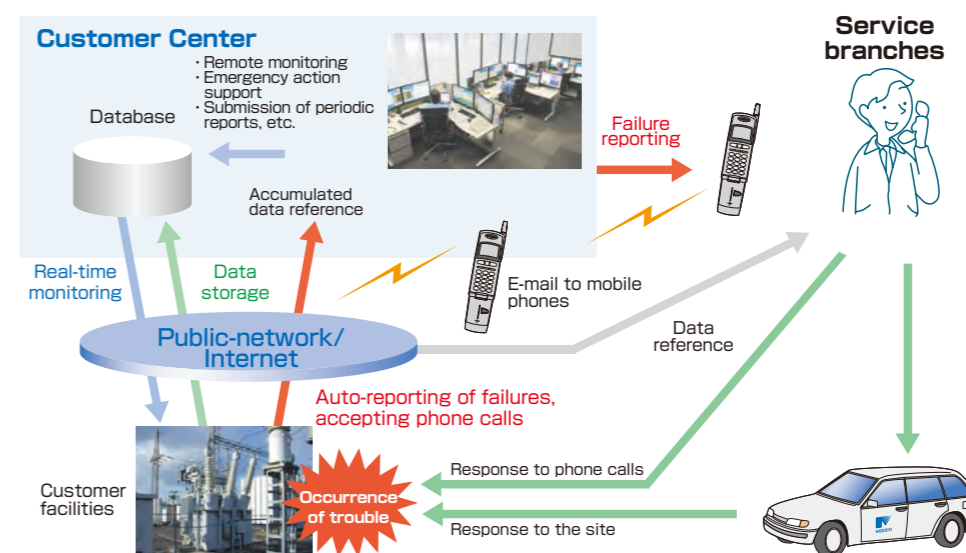 Customer Center
・Remote monitoring
・Emergency action
support
・Submission of periodic
reports, etc.
Database
Accumulated
data reference
Service
branches
Failure
reporting
Real-time
monitoring
Data
storage
E-mail to mobile
phones
Public-network/
Internet
Data
reference
Auto-reporting of failures,
accepting phone calls
Customer
facilities
Occurrence
of trouble
Response to phone calls
Response to the site
MEIDEN